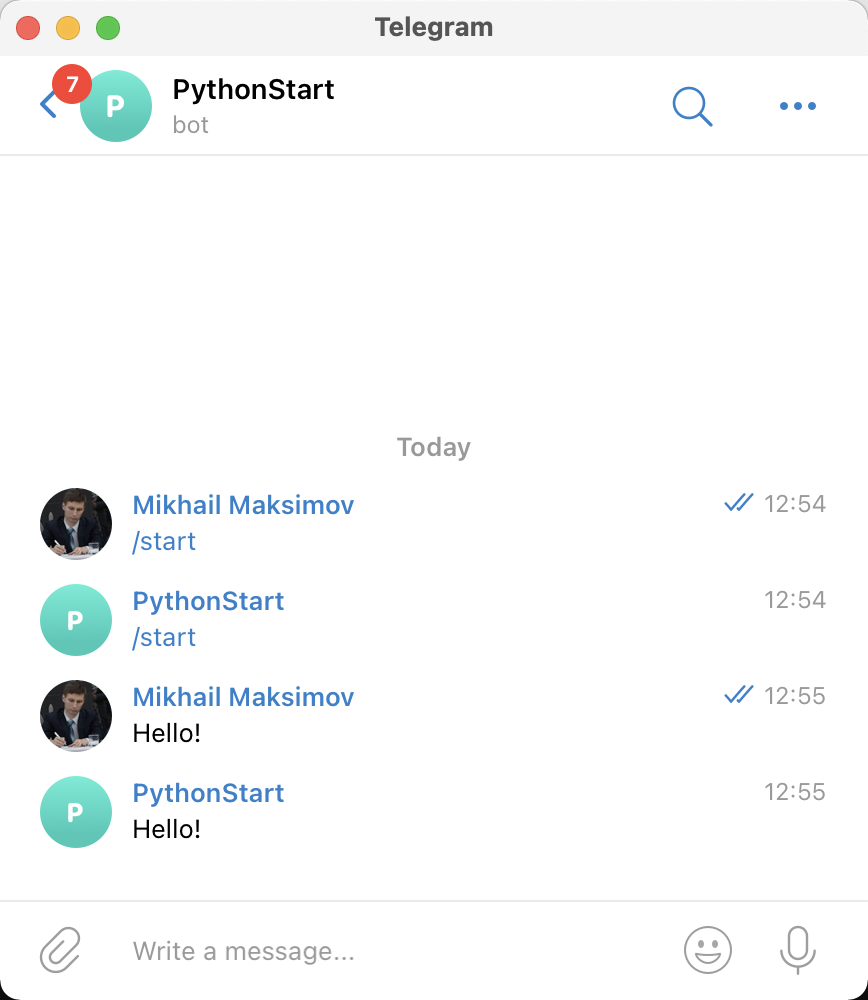 Telegram
7
P
PythonStart
bot
Today
Mikhail Maksimov
12:54
/start
P
PythonStart
12:54
/start
Mikhail Maksimov
12:55
Hello!
P
PythonStart
12:55
Hello!
Write a message...